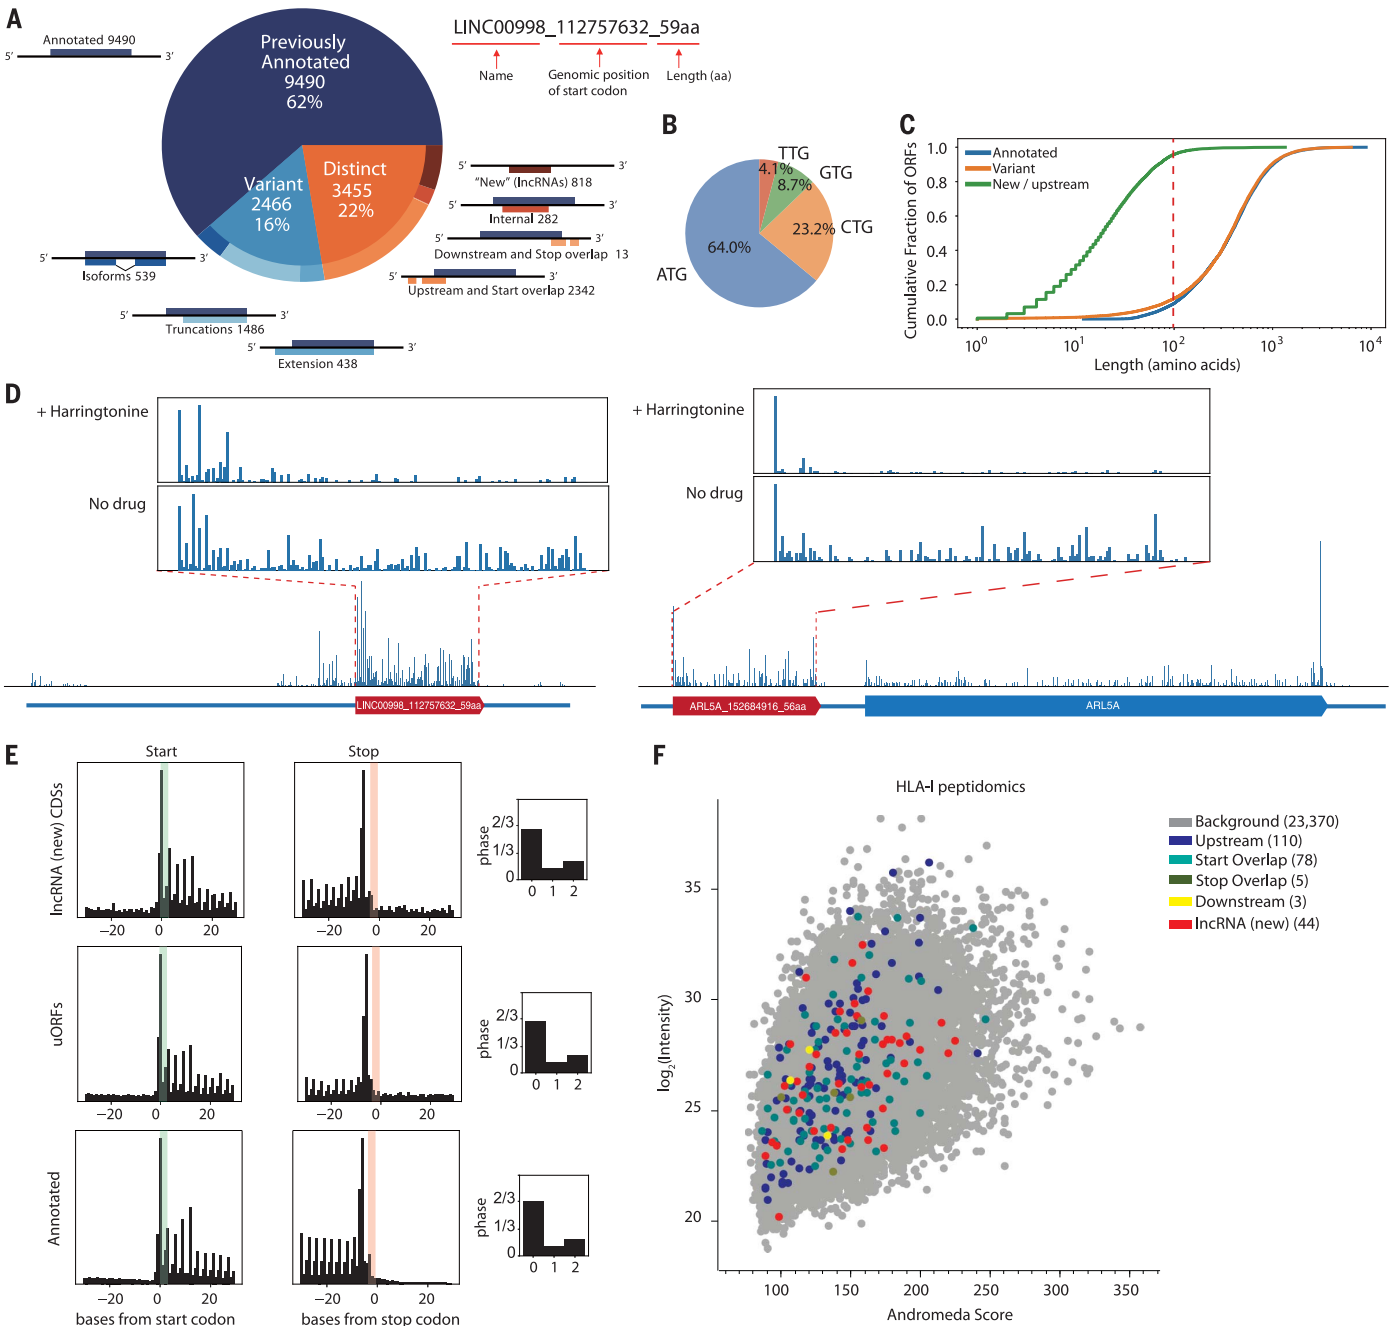 A
Annotated 9490
5′ 3′
Previously
Annotated
9490
62%
Variant
2466
16%
Distinct
3455
22%
LINC00998_112757632_59aa
Name
Genomic position
of start codon
Length (aa)
5′ 3′
"New" (lncRNAs) 818
5′ 3′
Internal 282
5′ 3′
Downstream and Stop overlap 13
5′ 3′
Upstream and Start overlap 2342
5′ 3′
Isoforms 539
5′ 3′
Truncations 1486
5′ 3′
Extension 438
B
TTG
4.1%
GTG
8.7%
23.2% CTG
64.0%
ATG
C
Annotated
Variant
New / upstream
Cumulative Fraction of ORFs
1.0
0.8
0.6
0.4
0.2
0.0
10⁰ 10¹ 10² 10³ 10⁴
Length (amino acids)
D
+ Harringtonine
No drug
LINC00998_112757632_59aa
+ Harringtonine
No drug
ARL5A_152684916_56aa
ARL5A
E
Start Stop
lncRNA (new) CDSs
−20 0 20
−20 0 20
phase
2/3
1/3
0
0 1 2
uORFs
−20 0 20
−20 0 20
phase
2/3
1/3
0
0 1 2
Annotated
−20 0 20
−20 0 20
phase
2/3
1/3
0
0 1 2
bases from start codon
bases from stop codon
F
HLA-I peptidomics
Background (23,370)
Upstream (110)
Start Overlap (78)
Stop Overlap (5)
Downstream (3)
lncRNA (new) (44)
log₂(Intensity)
35
30
25
20
100 150 200 250 300 350
Andromeda Score